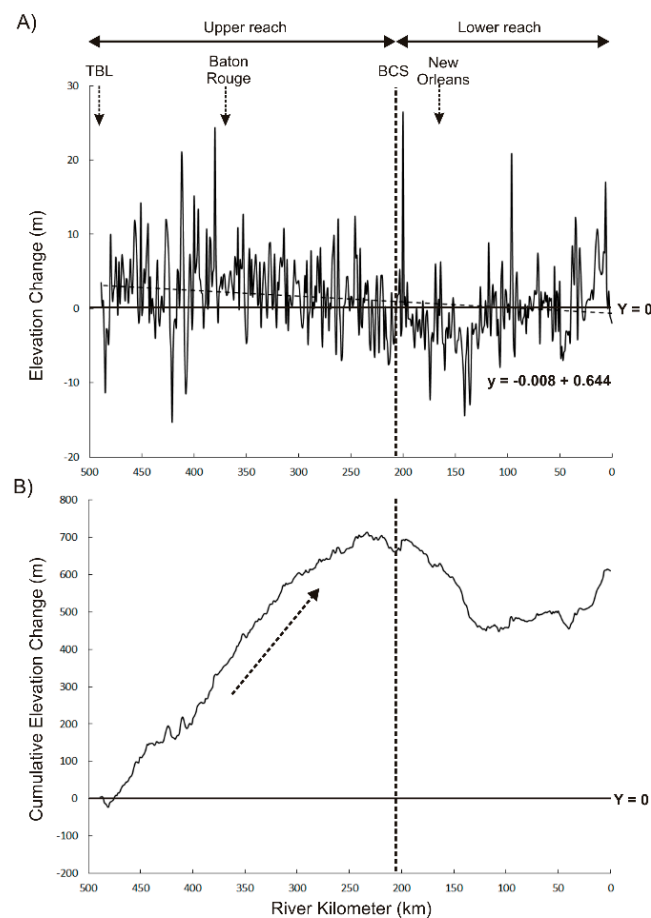 A)
Upper reach
Lower reach
TBL
Baton
Rouge
BCS
New
Orleans
30
20
10
0
-10
-20
Elevation Change (m)
Y = 0
y = -0.008 + 0.644
500 450 400 350 300 250 200 150 100 50 0
B)
800
700
600
500
400
300
200
100
0
-100
-200
Cumulative Elevation Change (m)
Y = 0
500 450 400 350 300 250 200 150 100 50 0
River Kilometer (km)